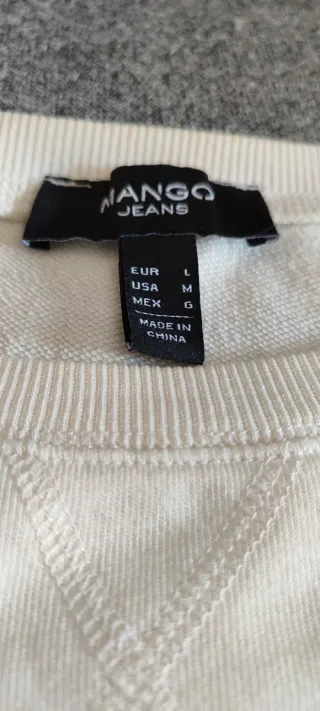 MANGO
JEANS
EUR L
USA M
MEX G
MADE IN
CHINA